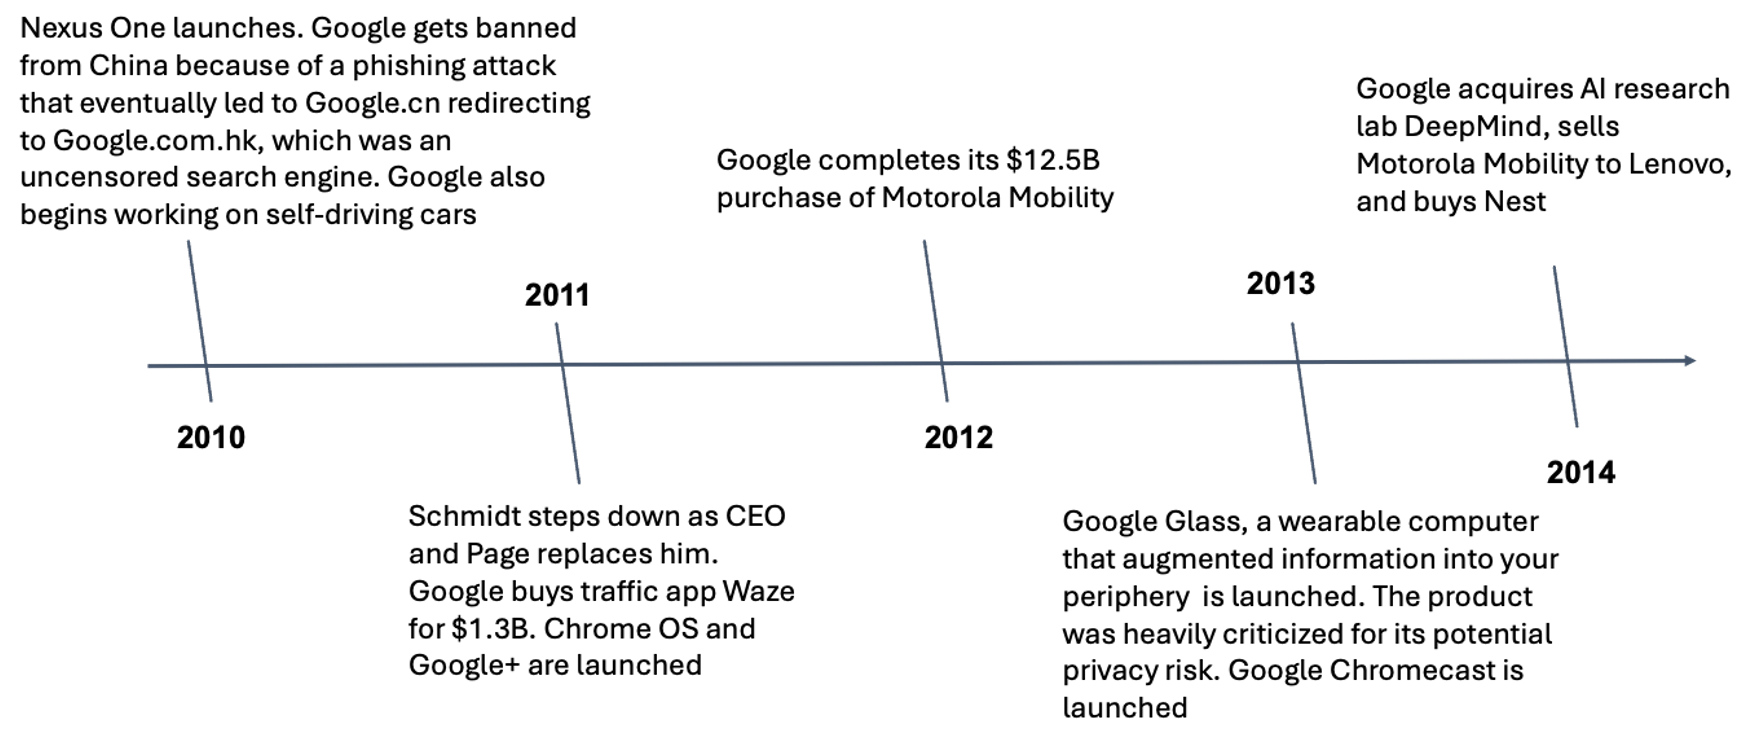 Nexus One launches. Google gets banned
from China because of a phishing attack
that eventually led to Google.cn redirecting
to Google.com.hk, which was an
uncensored search engine. Google also
begins working on self-driving cars
2010
2011
Schmidt steps down as CEO
and Page replaces him.
Google buys traffic app Waze
for $1.3B. Chrome OS and
Google+ are launched
Google completes its $12.5B
purchase of Motorola Mobility
2012
2013
Google Glass, a wearable computer
that augmented information into your
periphery  is launched. The product
was heavily criticized for its potential
privacy risk. Google Chromecast is
launched
Google acquires AI research
lab DeepMind, sells
Motorola Mobility to Lenovo,
and buys Nest
2014